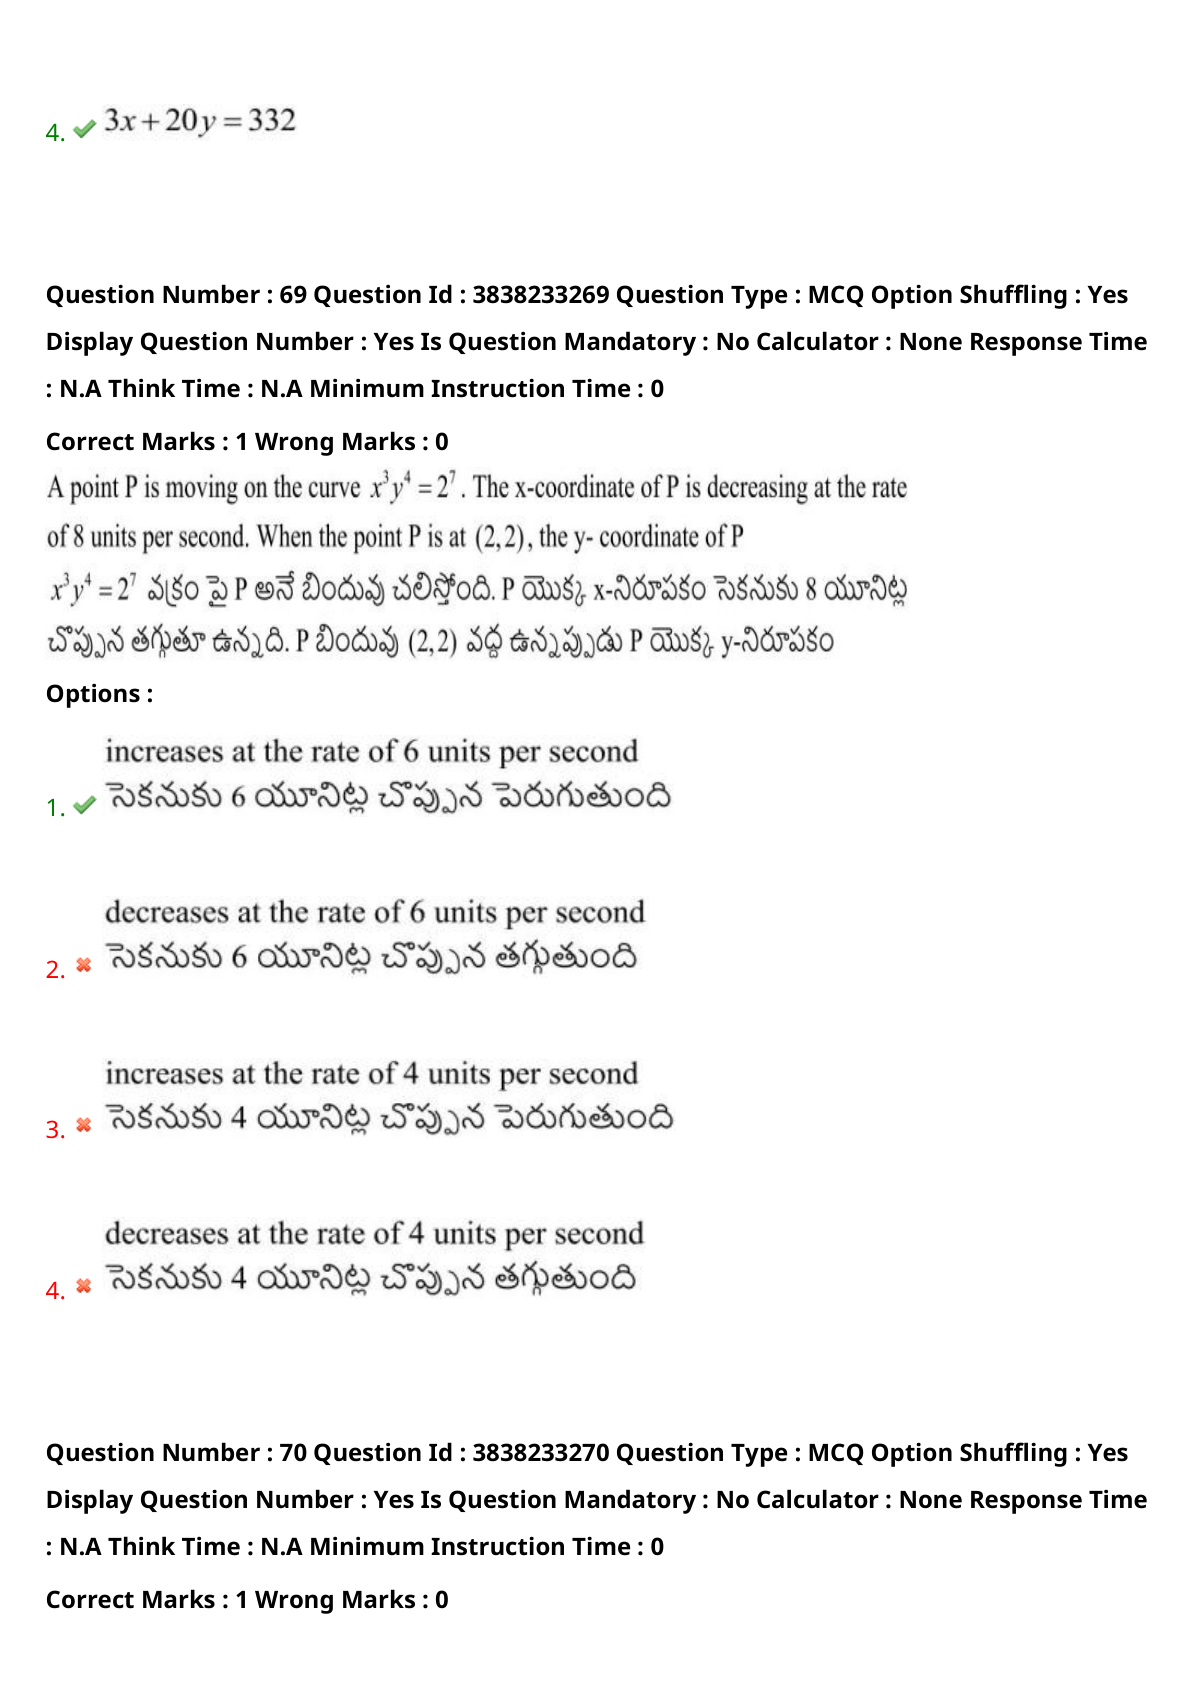 4. 3x + 20y = 332
Question Number : 69 Question Id : 3838233269 Question Type : MCQ Option Shuffling : Yes
Display Question Number : Yes Is Question Mandatory : No Calculator : None Response Time
: N.A Think Time : N.A Minimum Instruction Time : 0
Correct Marks : 1 Wrong Marks : 0
A point P is moving on the curve x³y⁴ = 2⁷. The x-coordinate of P is decreasing at the rate
of 8 units per second. When the point P is at (2,2), the y- coordinate of P
x³y⁴ = 2⁷ వక్రం పై P అనే బిందువు చలిస్తోంది. P యొక్క x-నిరూపకం సెకనుకు 8 యూనిట్ల
చొప్పున తగ్గుతూ ఉన్నది. P బిందువు (2,2) వద్ద ఉన్నప్పుడు P యొక్క y-నిరూపకం
Options :
increases at the rate of 6 units per second
1. సెకనుకు 6 యూనిట్ల చొప్పున పెరుగుతుంది
decreases at the rate of 6 units per second
2. సెకనుకు 6 యూనిట్ల చొప్పున తగ్గుతుంది
increases at the rate of 4 units per second
3. సెకనుకు 4 యూనిట్ల చొప్పున పెరుగుతుంది
decreases at the rate of 4 units per second
4. సెకనుకు 4 యూనిట్ల చొప్పున తగ్గుతుంది
Question Number : 70 Question Id : 3838233270 Question Type : MCQ Option Shuffling : Yes
Display Question Number : Yes Is Question Mandatory : No Calculator : None Response Time
: N.A Think Time : N.A Minimum Instruction Time : 0
Correct Marks : 1 Wrong Marks : 0